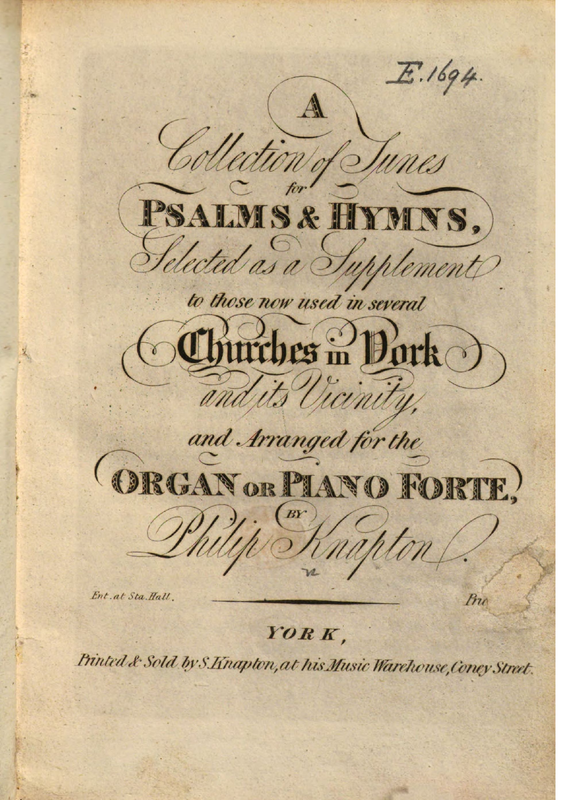 E.1694.
A
Collection of Tunes
for
PSALMS & HYMNS,
Selected as a Supplement
to those now used in several
Churches in York
and its Vicinity,
and Arranged for the
ORGAN OR PIANO FORTE,
BY
Philip Knapton.
Ent. at Sta. Hall.
YORK,
Printed & Sold by S. Knapton, at his Music Warehouse, Coney Street.